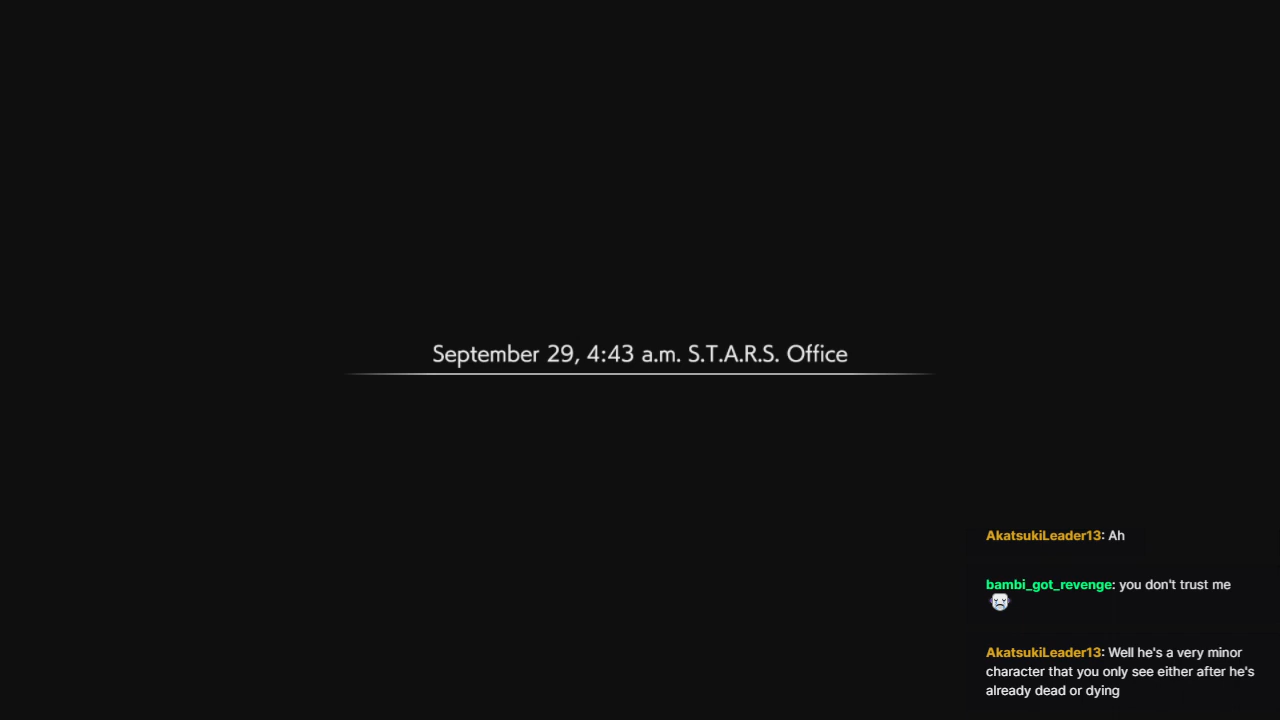 September 29, 4:43 a.m. S.T.A.R.S. Office
AkatsukiLeader13: Ah
bambi_got_revenge: you don't trust me
AkatsukiLeader13: Well he's a very minor
character that you only see either after he's
already dead or dying